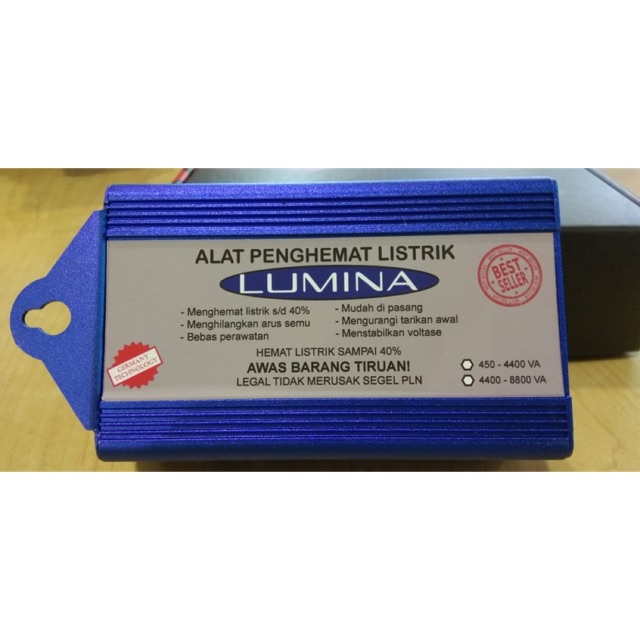 ALAT PENGHEMAT LISTRIK
LUMINA
- Menghemat listrik s/d 40%
- Menghilangkan arus semu
- Bebas perawatan
- Mudah di pasang
- Mengurangi tarikan awal
- Menstabilkan voltase
HEMAT LISTRIK SAMPAI 40%
AWAS BARANG TIRUAN!
LEGAL TIDAK MERUSAK SEGEL PLN
450 - 4400 VA
4400 - 8800 VA
BEST
SELLER
GERMANY
TECHNOLOGY